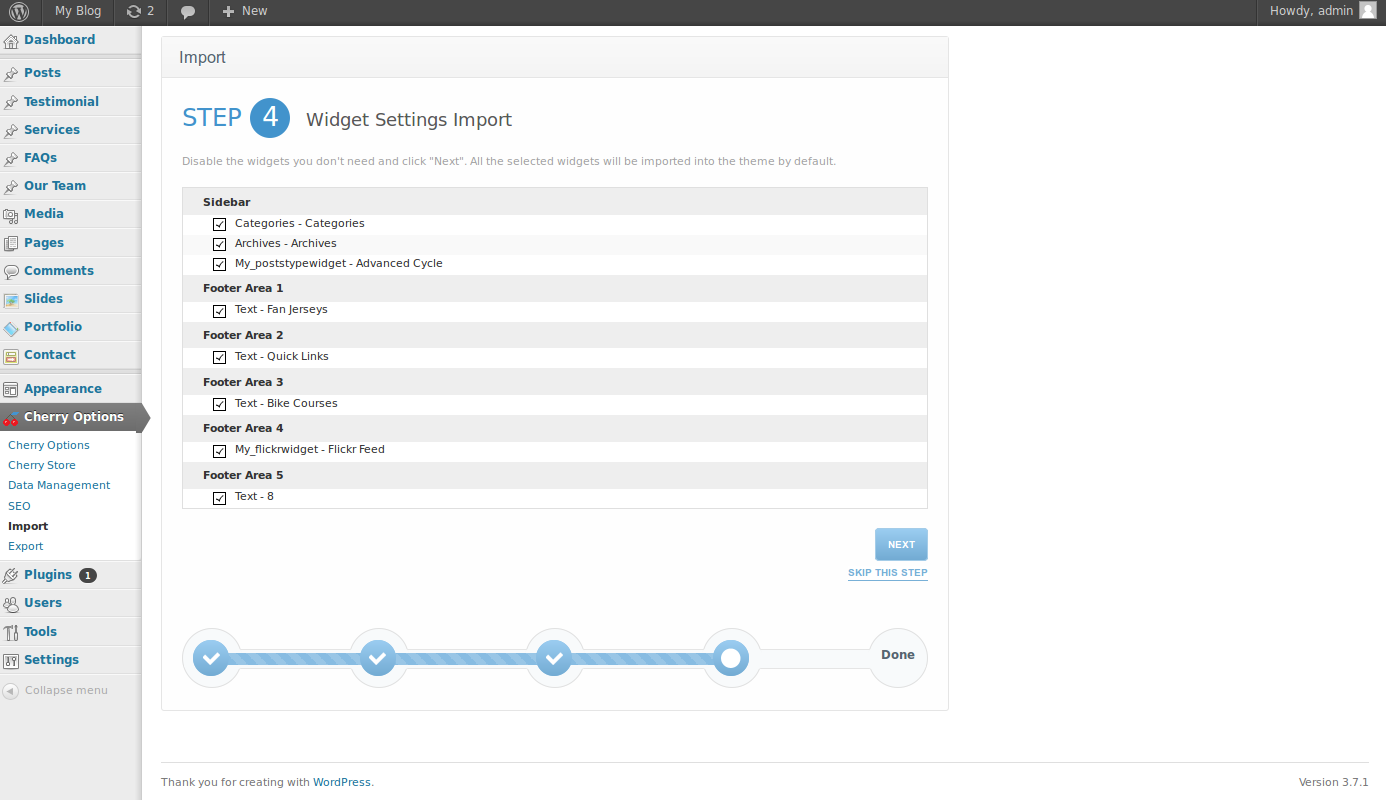 My Blog 2 New Howdy, admin
Dashboard
Posts
Testimonial
Services
FAQs
Our Team
Media
Pages
Comments
Slides
Portfolio
Contact
Appearance
Cherry Options
Cherry Options
Cherry Store
Data Management
SEO
Import
Export
Plugins 1
Users
Tools
Settings
Collapse menu
Import
STEP 4 Widget Settings Import
Disable the widgets you don't need and click "Next". All the selected widgets will be imported into the theme by default.
Sidebar
Categories - Categories
Archives - Archives
My_poststypewidget - Advanced Cycle
Footer Area 1
Text - Fan Jerseys
Footer Area 2
Text - Quick Links
Footer Area 3
Text - Bike Courses
Footer Area 4
My_flickrwidget - Flickr Feed
Footer Area 5
Text - 8
NEXT
SKIP THIS STEP
Done
Thank you for creating with WordPress. Version 3.7.1